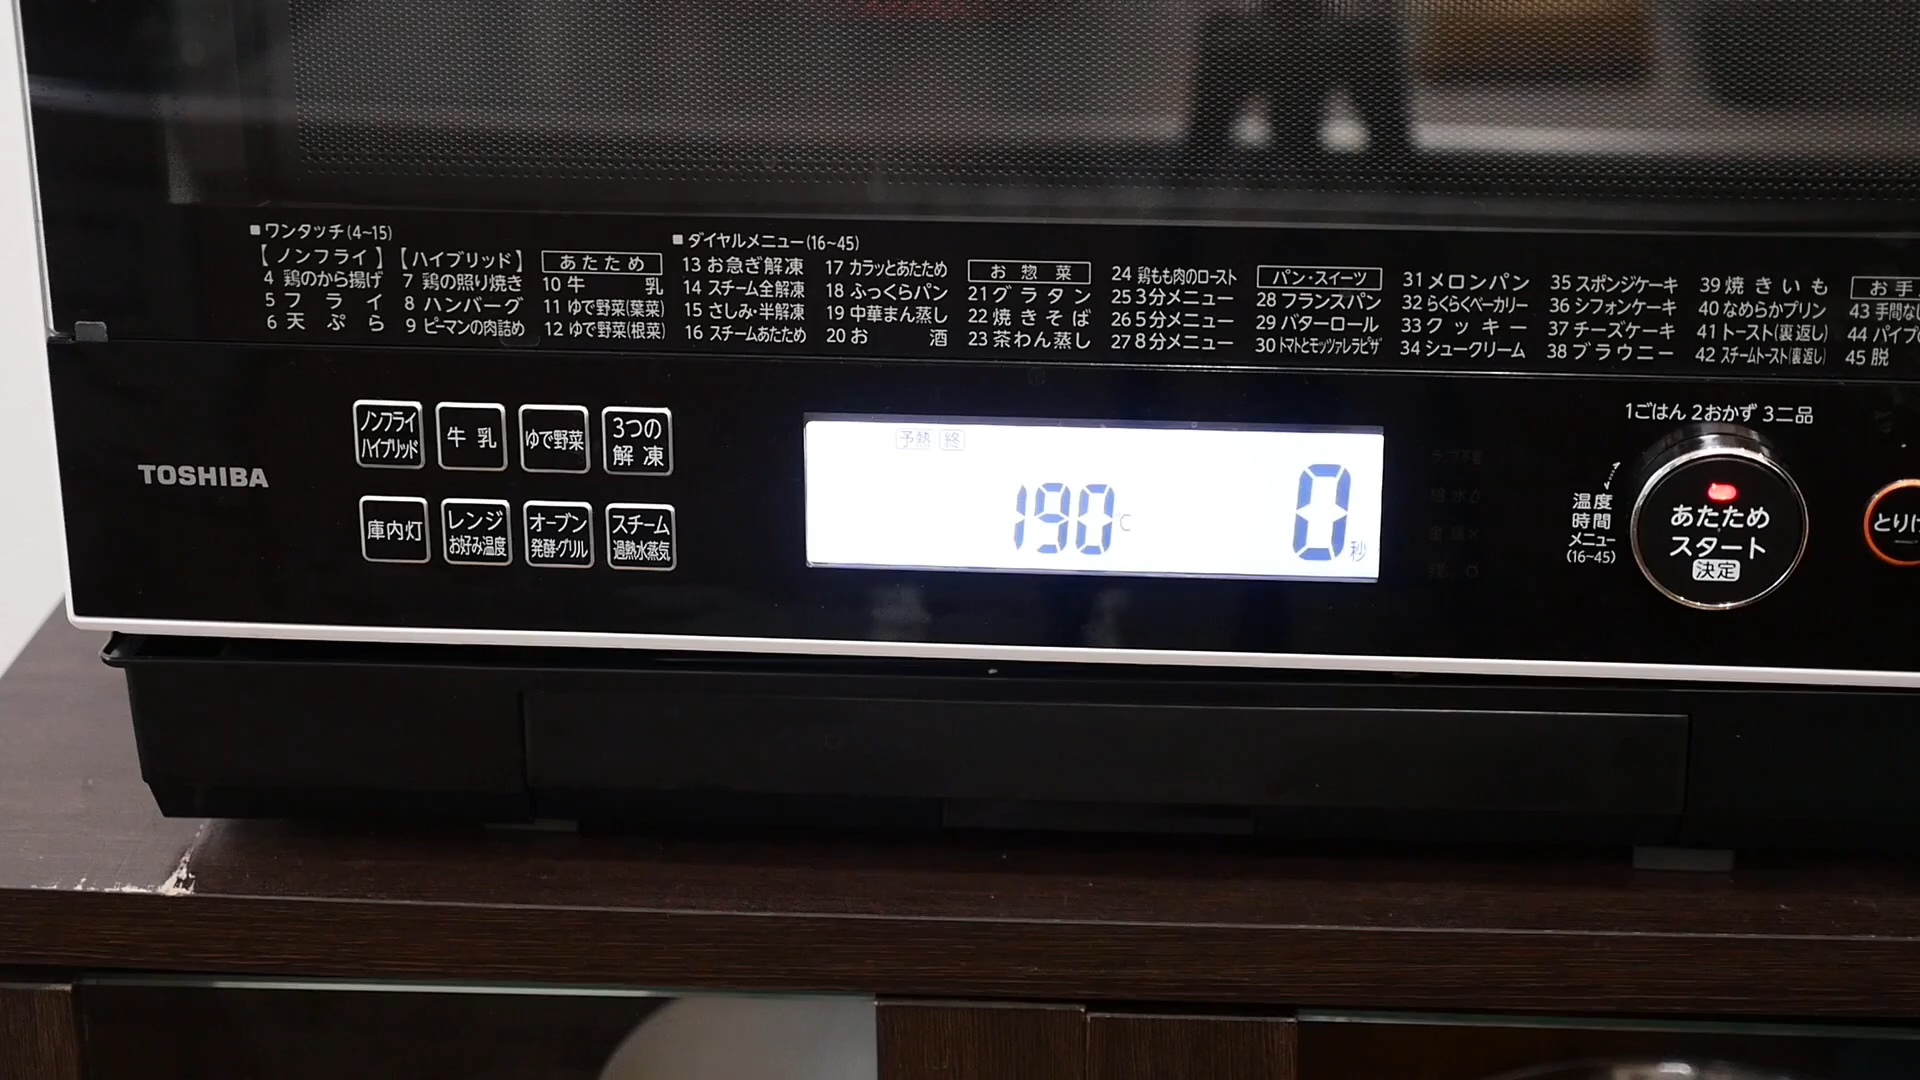 ■ワンタッチ(4~15)
【ノンフライ】
4 鶏のから揚げ
5 フライ
6 天ぷら
【ハイブリッド】
7 鶏の照り焼き
8 ハンバーグ
9 ピーマンの肉詰め
あたため
10 牛乳
11 ゆで野菜(葉菜)
12 ゆで野菜(根菜)
■ダイヤルメニュー(16~45)
13 お急ぎ解凍
14 スチーム全解凍
15 さしみ・半解凍
16 スチームあたため
17 カラッとあたため
18 ふっくらパン
19 中華まん蒸し
20 お酒
お惣菜
21 グラタン
22 焼きそば
23 茶わん蒸し
24 鶏もも肉のロースト
25 3分メニュー
26 5分メニュー
27 8分メニュー
パン・スイーツ
28 フランスパン
29 バターロール
30 トマトとモッツァレラピザ
31 メロンパン
32 らくらくベーカリー
33 クッキー
34 シュークリーム
35 スポンジケーキ
36 シフォンケーキ
37 チーズケーキ
38 ブラウニー
39 焼きいも
40 なめらかプリン
41 トースト(裏返し)
42 スチームトースト(裏返し)
お手
43 手間な
44 パイプ
45 脱
TOSHIBA
ノンフライ
ハイブリッド
牛乳
ゆで野菜
3つの
解凍
庫内灯
レンジ
お好み温度
オーブン
発酵・グリル
スチーム
過熱水蒸気
予熱 終
190℃
0秒
1ごはん 2おかず 3二品
温度
時間
メニュー
(16~45)
あたため
スタート
決定
とりけ